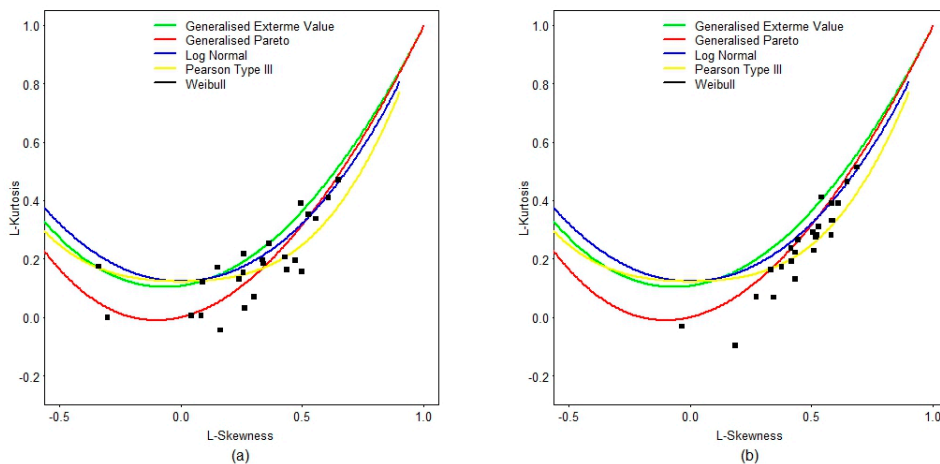 Generalised Exterme Value
Generalised Pareto
Log Normal
Pearson Type III
Weibull
1.0
0.8
0.6
0.4
0.2
0.0
-0.2
L-Kurtosis
-0.5
0.0
0.5
1.0
L-Skewness
(a)
Generalised Exterme Value
Generalised Pareto
Log Normal
Pearson Type III
Weibull
1.0
0.8
0.6
0.4
0.2
0.0
-0.2
L-Kurtosis
-0.5
0.0
0.5
1.0
L-Skewness
(b)